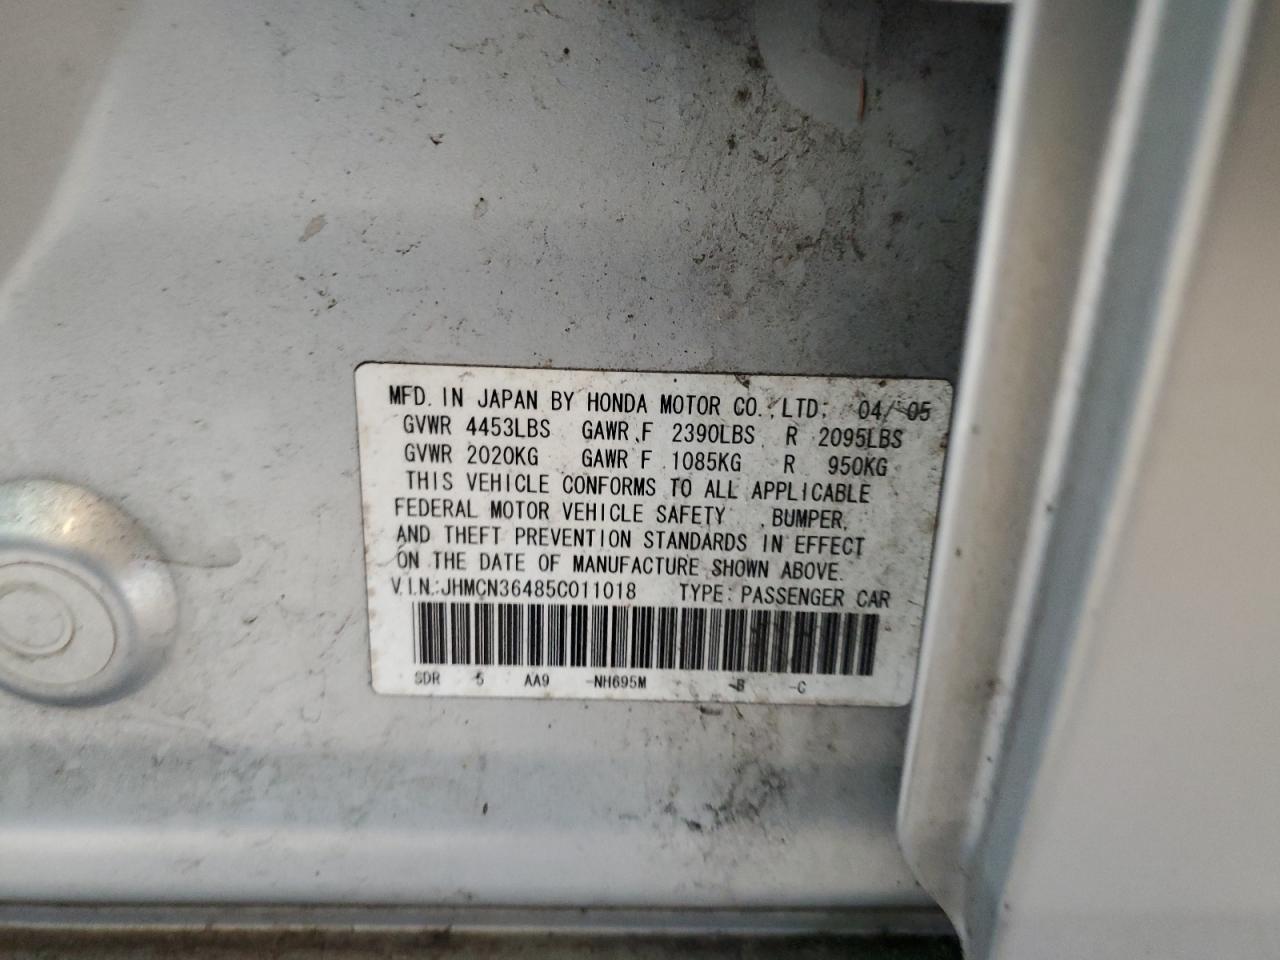 MFD. IN JAPAN BY HONDA MOTOR CO.,LTD. 04/ 05
GVWR 4453LBS GAWR F 2390LBS R 2095LBS
GVWR 2020KG GAWR F 1085KG R 950KG
THIS VEHICLE CONFORMS TO ALL APPLICABLE
FEDERAL MOTOR VEHICLE SAFETY , BUMPER,
AND THEFT PREVENTION STANDARDS IN EFFECT
ON THE DATE OF MANUFACTURE SHOWN ABOVE.
V.I.N.:JHMCN36485C011018 TYPE: PASSENGER CAR
SDR 5 AA9 -NH695M -B -C